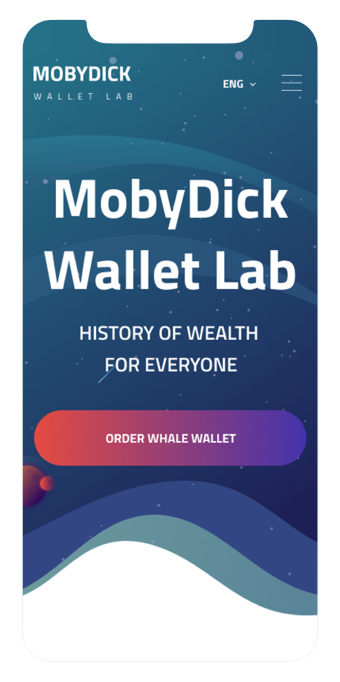 MOBYDICK
WALLET LAB
ENG
MobyDick
Wallet Lab
HISTORY OF WEALTH
FOR EVERYONE
ORDER WHALE WALLET